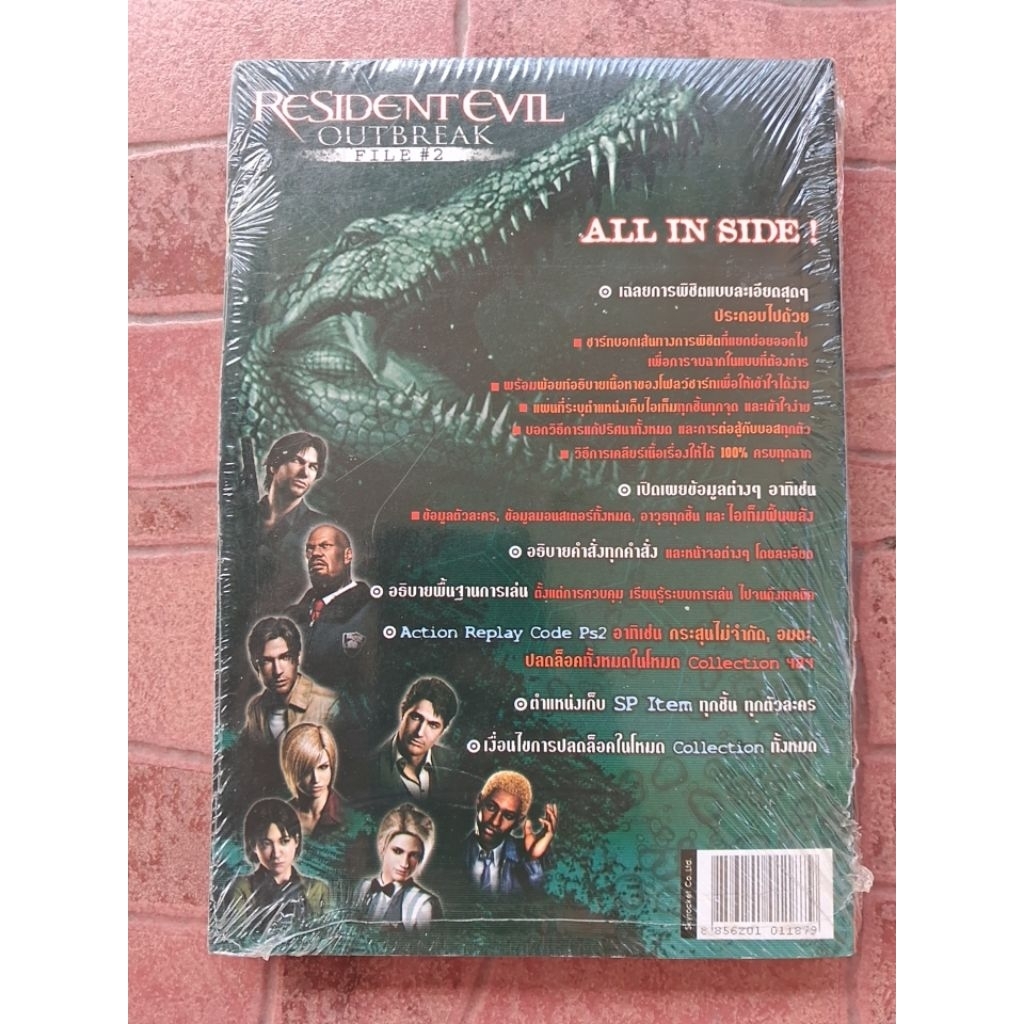 RESIDENT EVIL
OUTBREAK
FILE #2
ALL IN SIDE !
เฉลยการพิชิตแบบละเอียดสุดๆ
ประกอบไปด้วย
ชาร์ทบอกเส้นทางการพิชิตที่แยกย่อยออกไป
เพื่อการจบฉากในแบบที่ต้องการ
พร้อมพ้อยท์อธิบายเนื้อหาของโฟลว์ชาร์ทเพื่อให้เข้าใจได้ง่าย
แผนที่ระบุตำแหน่งเก็บไอเท็มทุกชิ้นทุกจุด และเข้าใจง่าย
บอกวิธีการแก้ปริศนาทั้งหมด และการต่อสู้กับบอสทุกตัว
วิธีการเคลียร์เนื้อเรื่องให้ได้ 100% ครบทุกฉาก
เปิดเผยข้อมูลต่างๆ อาทิเช่น
ข้อมูลตัวละคร, ข้อมูลมอนสเตอร์ทั้งหมด, อาวุธทุกชิ้น และ ไอเท็มฟื้นพลัง
อธิบายคำสั่งทุกคำสั่ง และหน้าจอต่างๆ โดยละเอียด
อธิบายพื้นฐานการเล่น ตั้งแต่การควบคุม เรียนรู้ระบบการเล่น ไปจนถึงเทคนิค
Action Replay Code Ps2 อาทิเช่น กระสุนไม่จำกัด, อมตะ,
ปลดล็อคทั้งหมดในโหมด Collection ฯลฯ
ตำแหน่งเก็บ SP Item ทุกชิ้น ทุกตัวละคร
เงื่อนไขการปลดล็อคในโหมด Collection ทั้งหมด
Skyrocket Co.,Ltd.
8 856201 011879